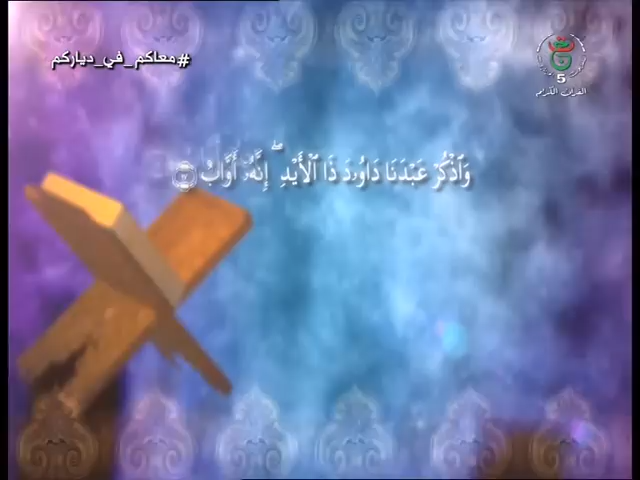 #معاكم_في_دياركم
5
القرآن الكريم
وَٱذْكُرْ عَبْدَنَا دَاوُۥدَ ذَا ٱلْأَيْدِ ۖ إِنَّهُۥٓ أَوَّابٌ